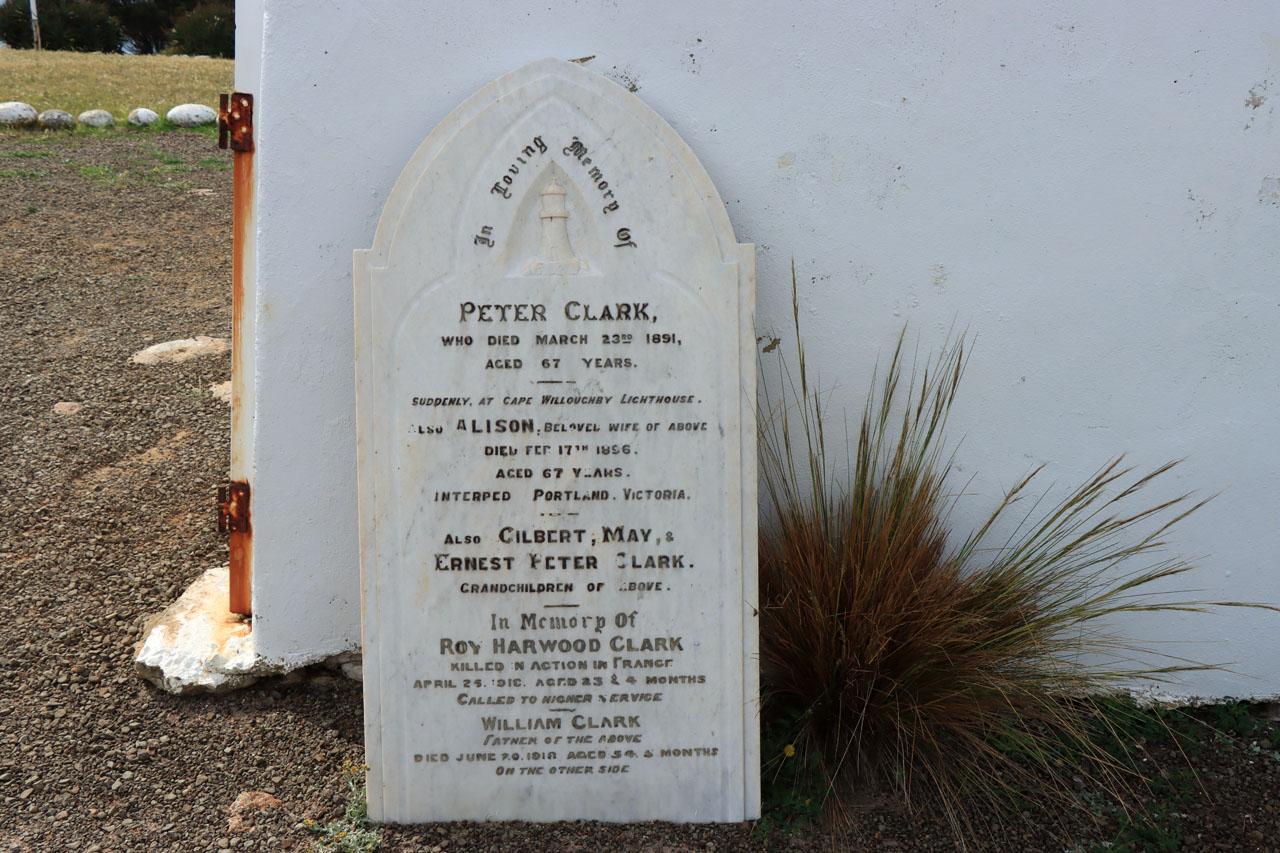 In Loving Memory Of
PETER CLARK,
WHO DIED MARCH 23RD 1891,
AGED 67 YEARS.
SUDDENLY, AT CAPE WILLOUGHBY LIGHTHOUSE.
ALSO ALISON, BELOVED WIFE OF ABOVE
DIED FEB 17TH 1896.
AGED 67 YEARS.
INTERRED PORTLAND, VICTORIA.
ALSO GILBERT, MAY, &
ERNEST PETER CLARK.
GRANDCHILDREN OF ABOVE.
In Memory Of
ROY HARWOOD CLARK
KILLED IN ACTION IN FRANCE
APRIL 25. 1918. AGED 23 & 4 MONTHS
CALLED TO HIGHER SERVICE
WILLIAM CLARK
FATHER OF THE ABOVE
DIED JUNE 20. 1918 AGED 54. 5 MONTHS
ON THE OTHER SIDE